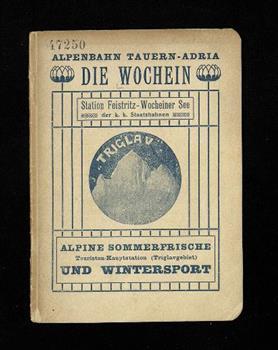 47250
ALPENBAHN TAUERN-ADRIA
DIE WOCHEIN
Station Feistritz-Wocheiner See
der k. k. Staatsbahnen
"TRIGLAV"
ALPINE SOMMERFRISCHE
Touristen-Hauptstation (Triglavgebiet)
UND WINTERSPORT